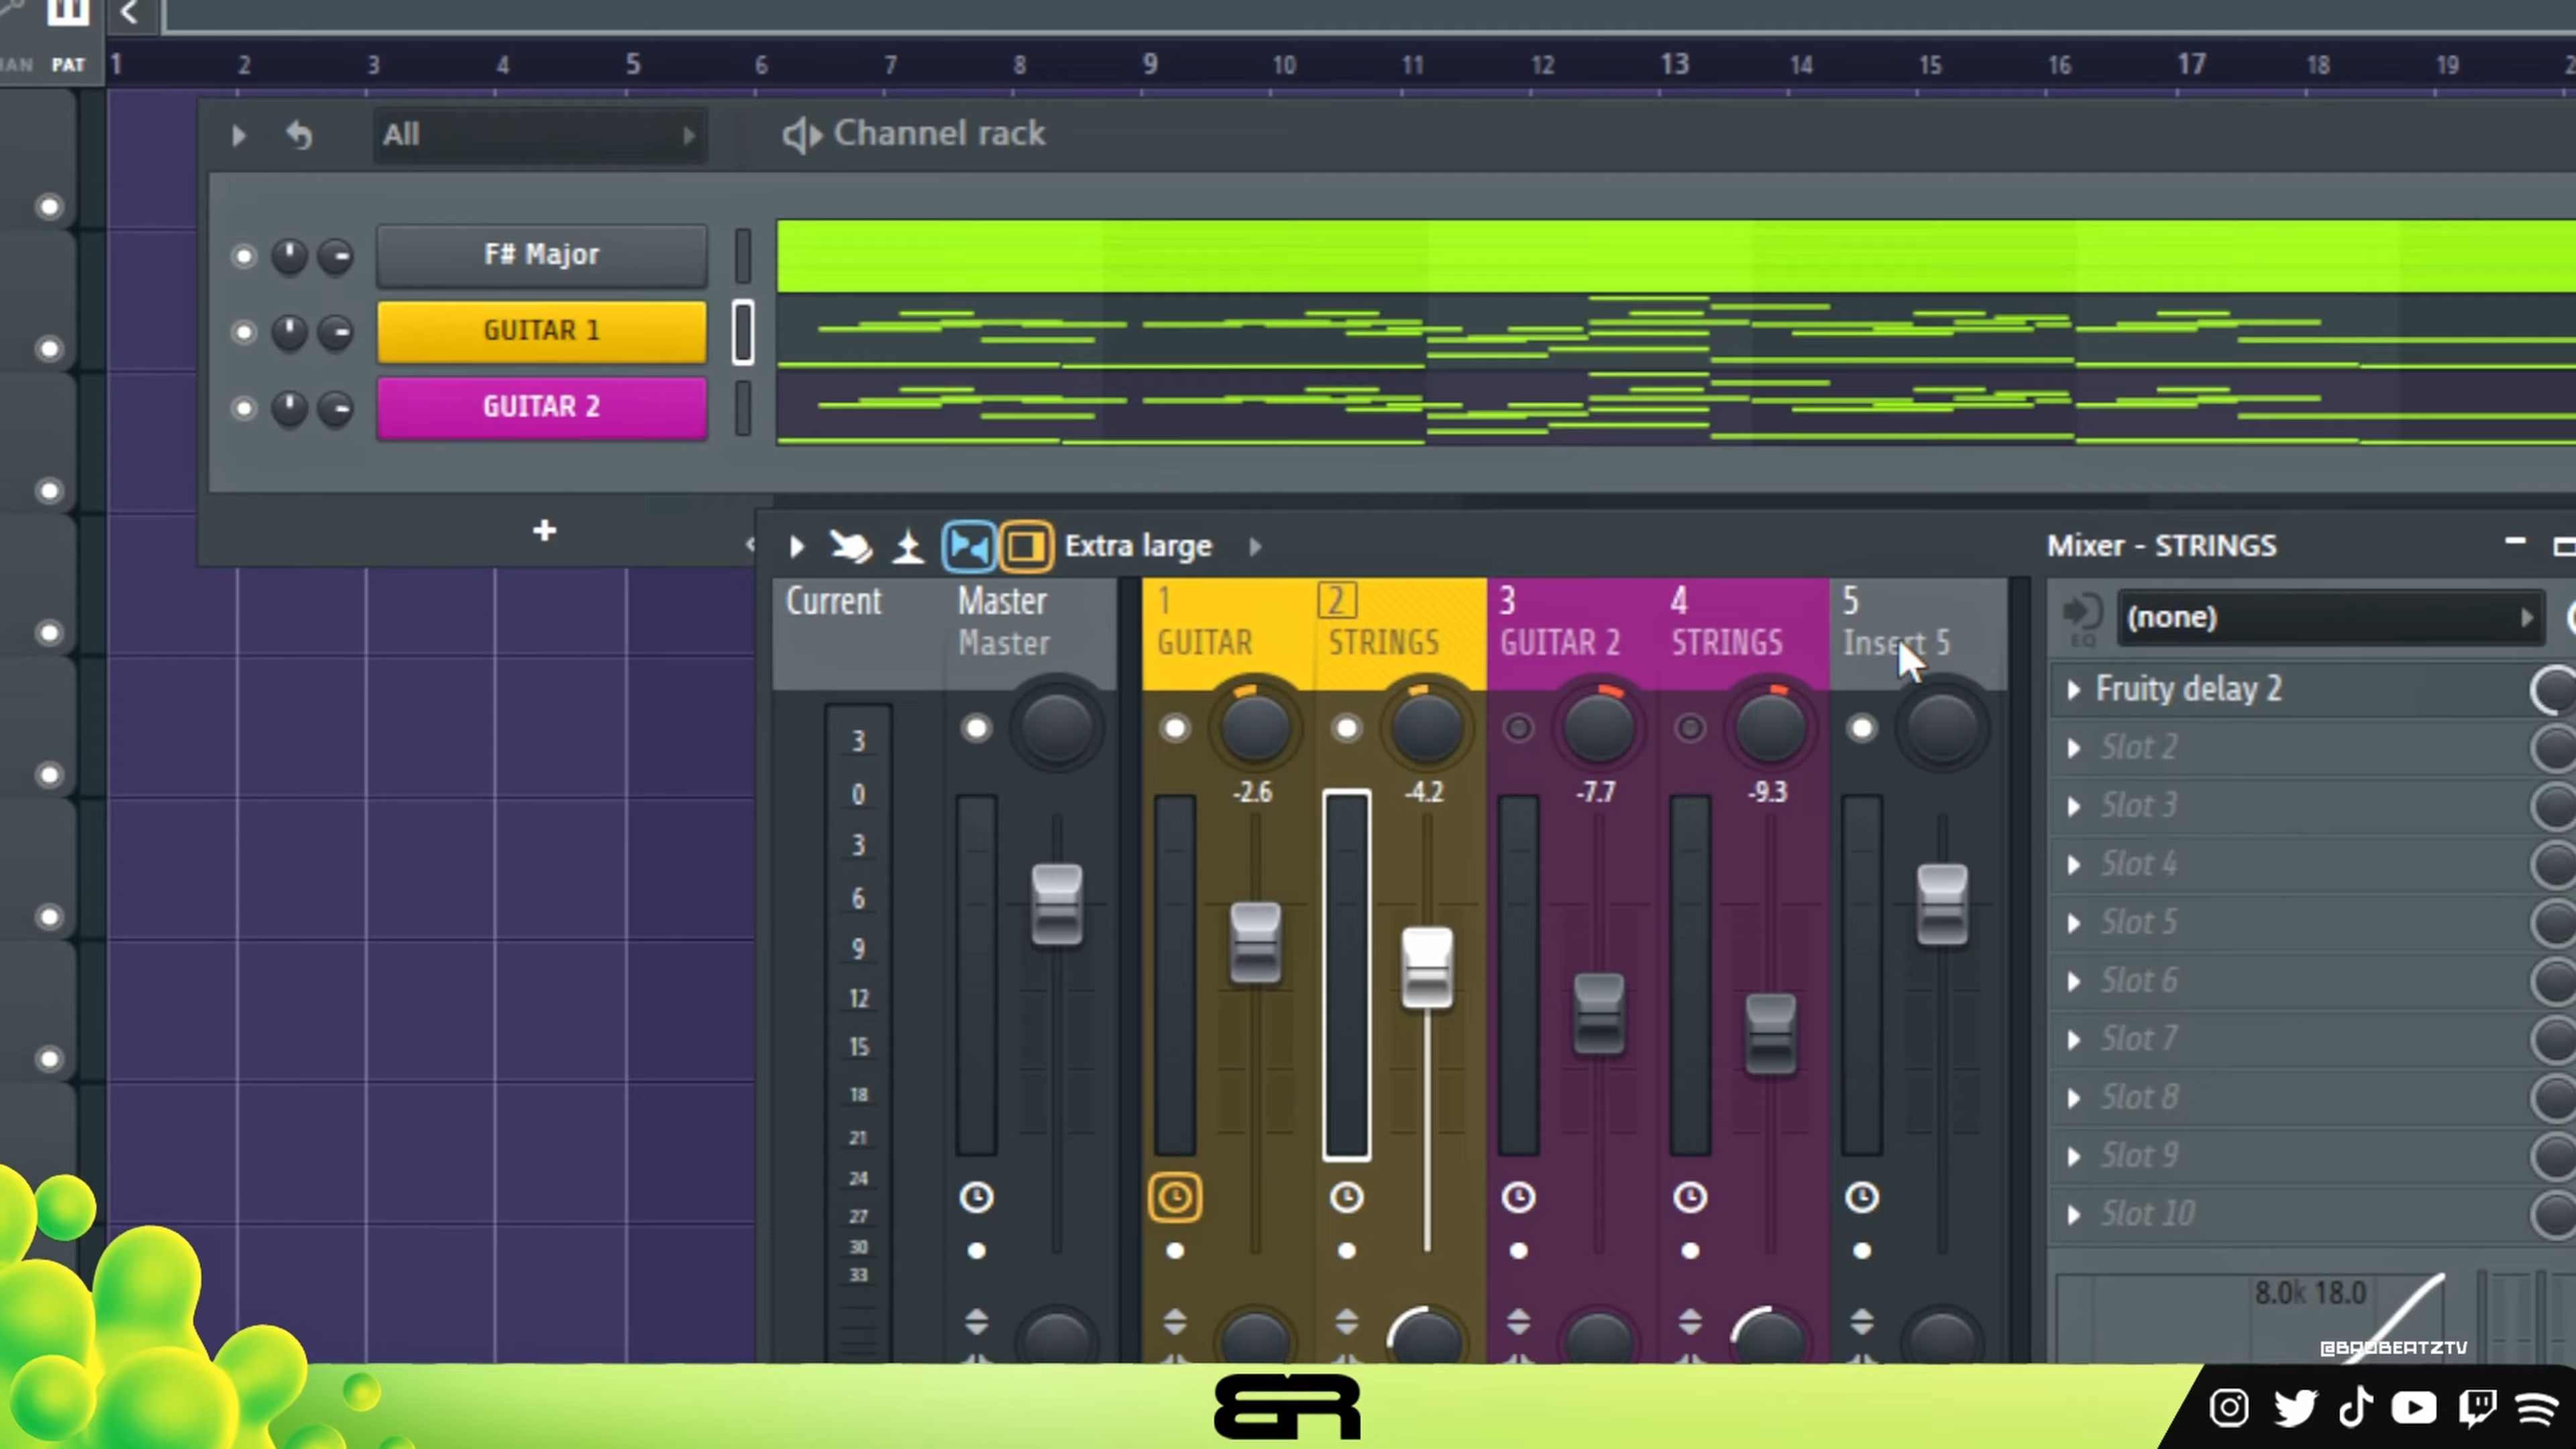 PAT
1 2 3 4 5 6 7 8 9 10 11 12 13 14 15 16 17 18 19
All
Channel rack
F# Major
GUITAR 1
GUITAR 2
+
Extra large
Mixer - STRINGS
Current
Master
Master
1
GUITAR
2
STRINGS
3
GUITAR 2
4
STRINGS
5
Insert 5
EQ
(none)
Fruity delay 2
Slot 2
Slot 3
Slot 4
Slot 5
Slot 6
Slot 7
Slot 8
Slot 9
Slot 10
-2.6
-4.2
-7.7
-9.3
3
0
3
6
9
12
15
18
21
24
27
30
33
8.0k 18.0
@BRDBEATZTV
BR